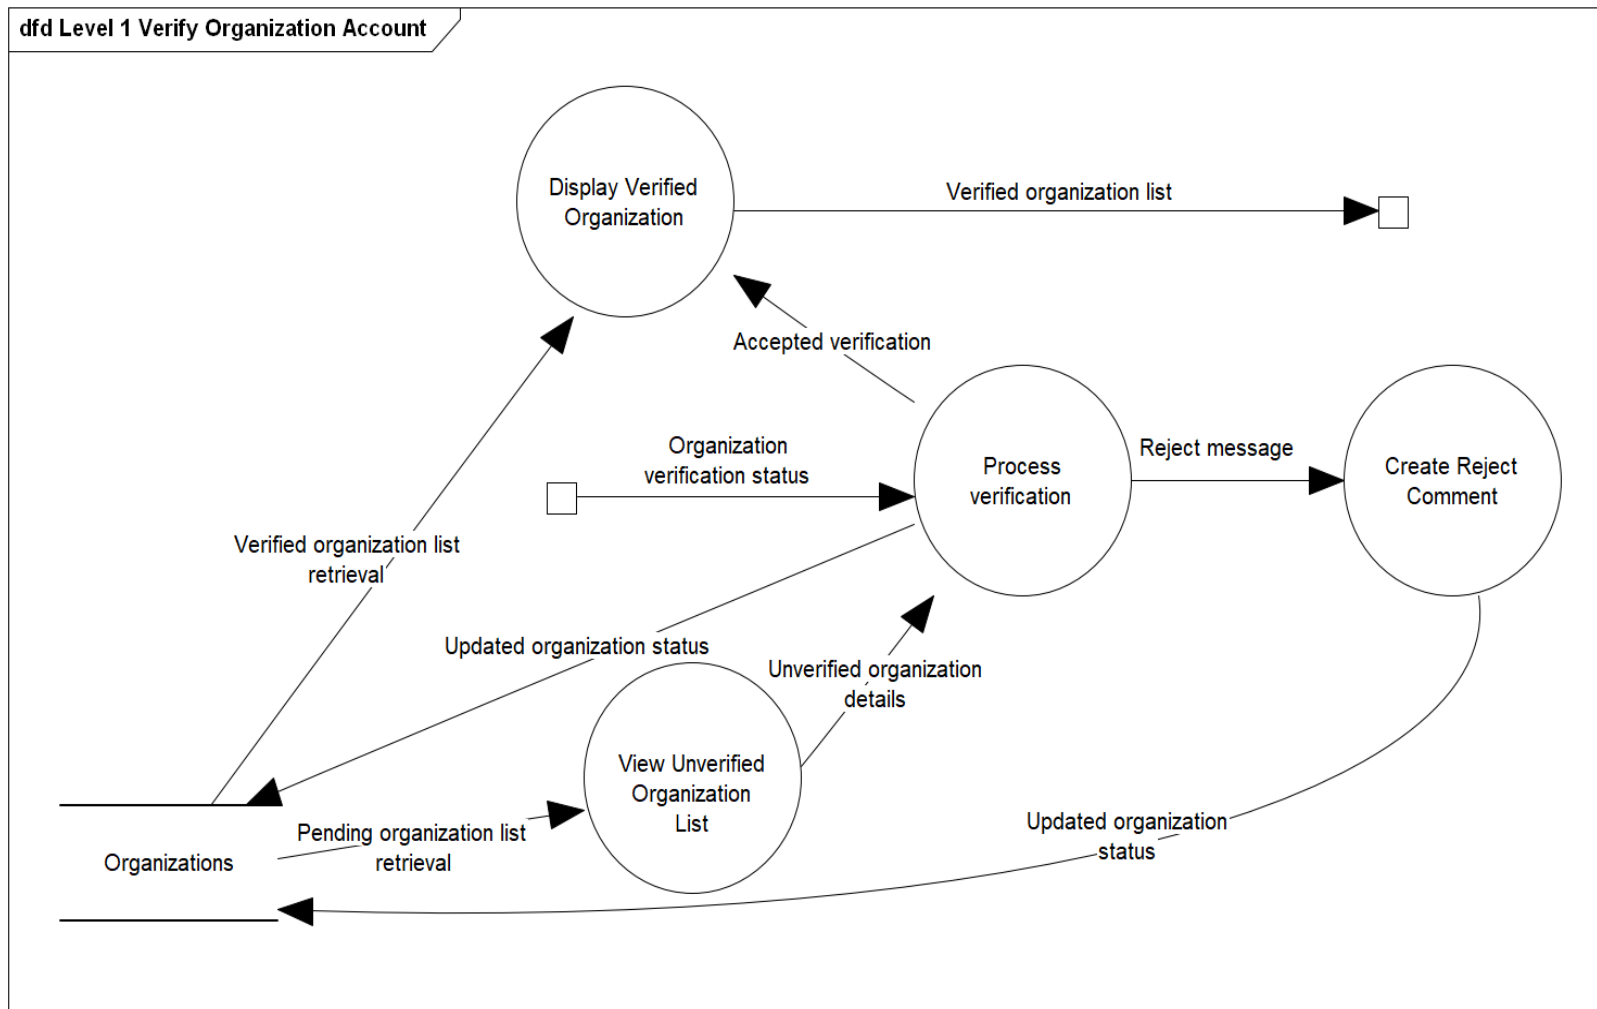 dfd Level 1 Verify Organization Account
Display Verified
Organization
Verified organization list
Accepted verification
Organization
verification status
Process
verification
Reject message
Create Reject
Comment
Verified organization list
retrieval
Updated organization status
Unverified organization
details
View Unverified
Organization
List
Pending organization list
retrieval
Organizations
Updated organization
status